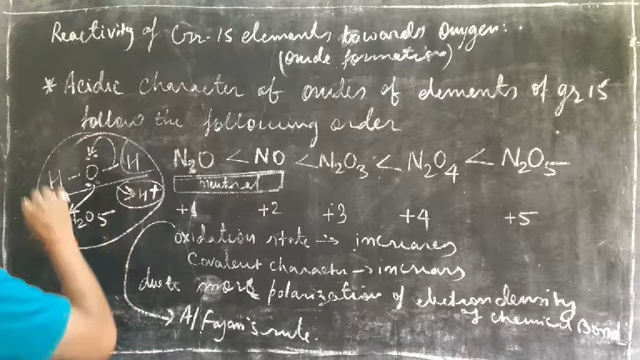 Reactivity of Gr-15 elements towards Oxygen:
(oxide formation)
* Acidic character of oxides of elements of gr 15
follow the following order
N₂O < NO < N₂O₃ < N₂O₄ < N₂O₅
neutral
+1 +2 +3 +4 +5
H-O H
H+
2O5
oxidation state → increases
Covalent character → increases
due to more polarization of electron density
of chemical Bond
A/ Fajan's rule.